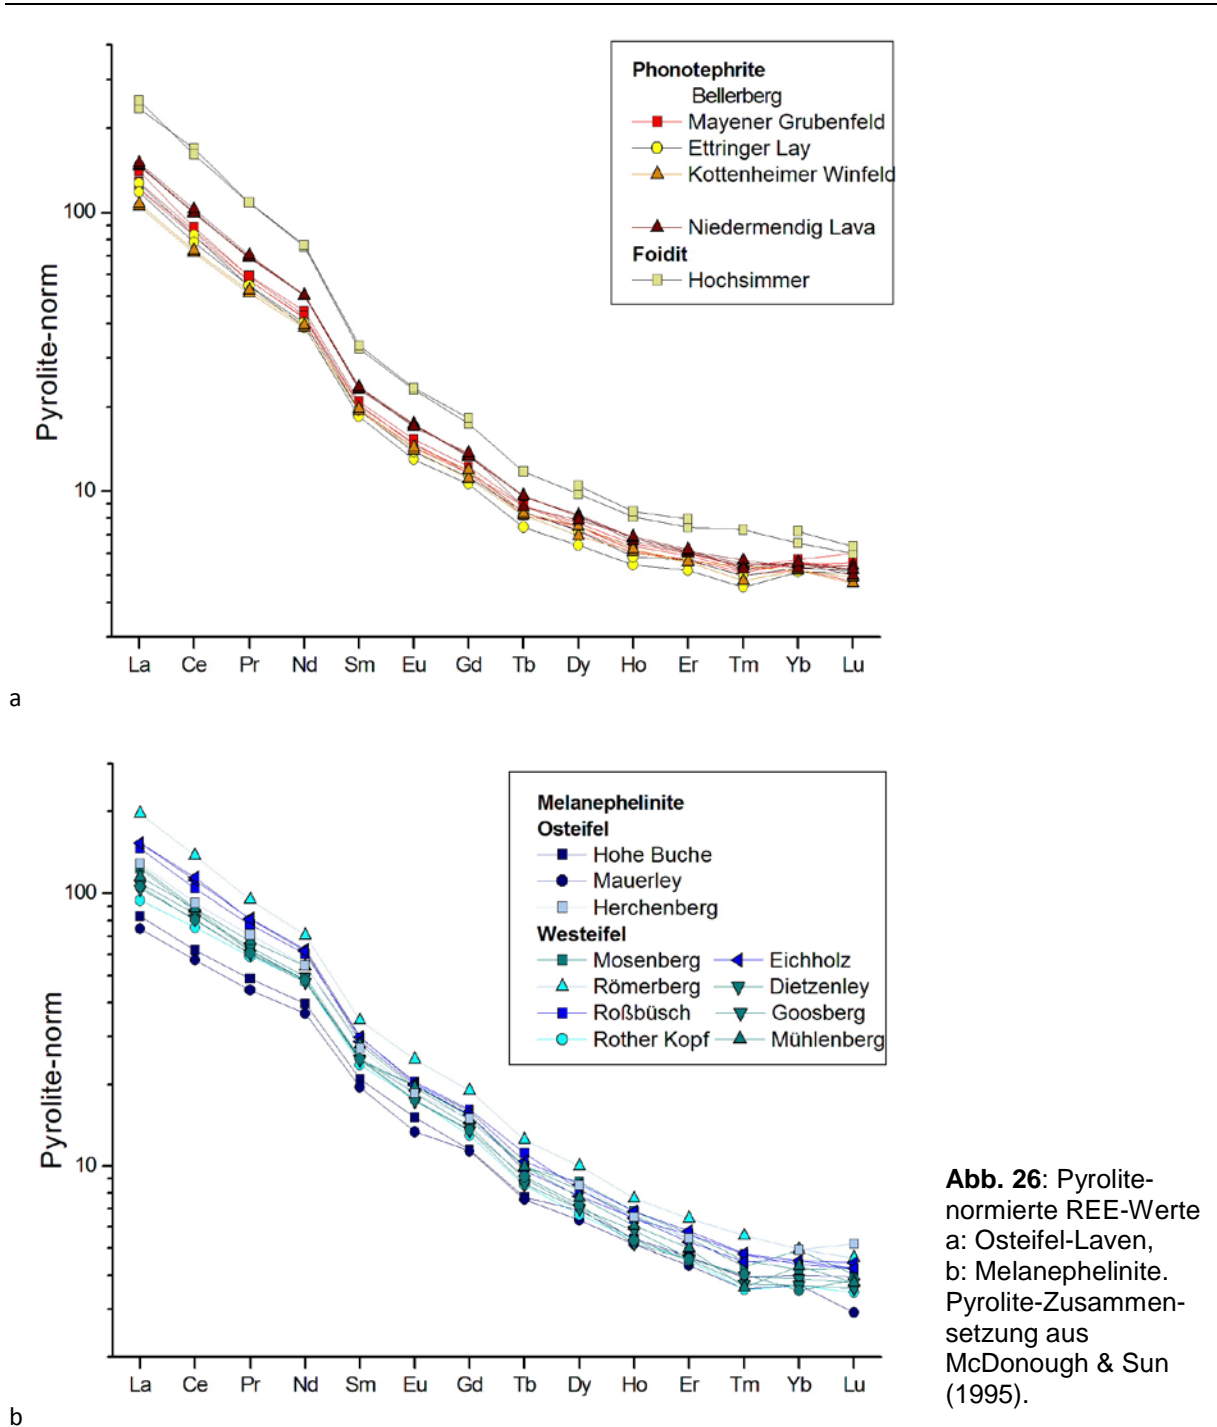 Phonotephrite
Bellerberg
Mayener Grubenfeld
Ettringer Lay
Kottenheimer Winfeld
Niedermendig Lava
Foidit
Hochsimmer
100
10
Pyrolite-norm
La Ce Pr Nd Sm Eu Gd Tb Dy Ho Er Tm Yb Lu
a
Melanephelinite
Osteifel
Hohe Buche
Mauerley
Herchenberg
Westeifel
Mosenberg Eichholz
Römerberg Dietzenley
Roßbüsch Goosberg
Rother Kopf Mühlenberg
100
10
Pyrolite-norm
La Ce Pr Nd Sm Eu Gd Tb Dy Ho Er Tm Yb Lu
b
Abb. 26: Pyrolite-
normierte REE-Werte
a: Osteifel-Laven,
b: Melanephelinite.
Pyrolite-Zusammen-
setzung aus
McDonough & Sun
(1995).